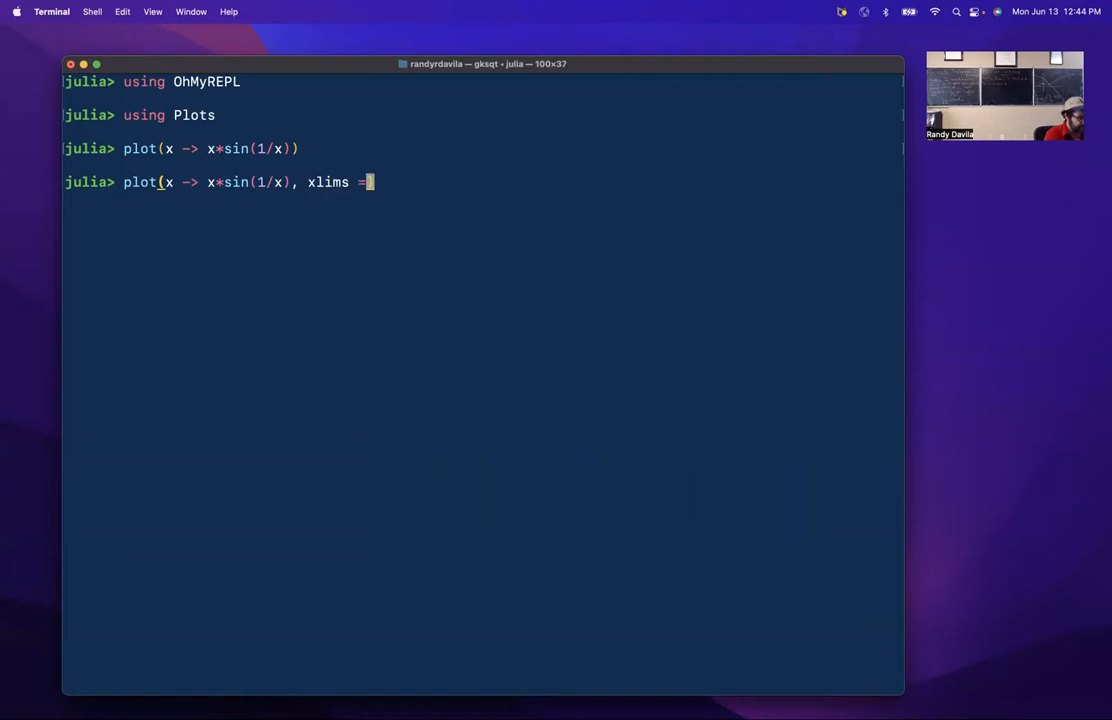 Terminal Shell Edit View Window Help Mon Jun 13 12:44 PM
randyrdavila — gksqt • julia — 100×37
julia> using OhMyREPL
julia> using Plots
julia> plot(x -> x*sin(1/x))
julia> plot(x -> x*sin(1/x), xlims =)
Randy Davila